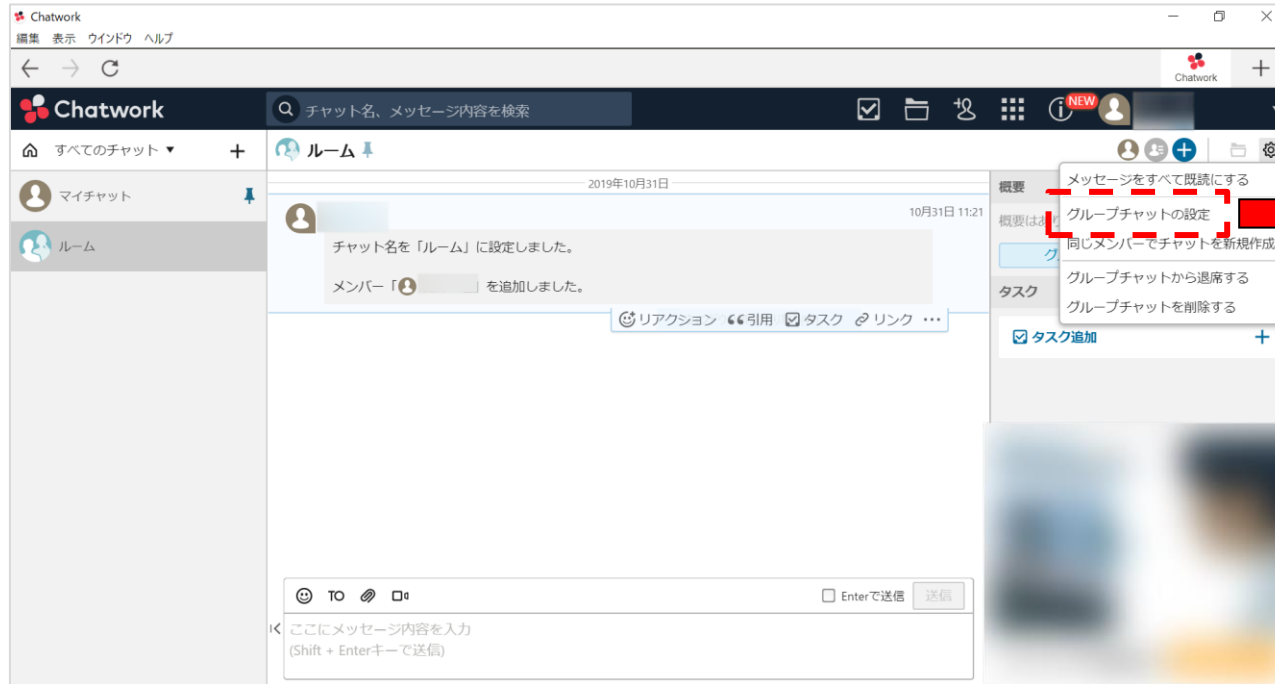 Chatwork
編集 表示 ウインドウ ヘルプ
Chatwork
Chatwork
チャット名、メッセージ内容を検索
NEW
すべてのチャット
ルーム
マイチャット
ルーム
2019年10月31日
10月31日 11:21
チャット名を「ルーム」に設定しました。
メンバー「 を追加しました。
リアクション 引用 タスク リンク
Enterで送信 送信
TO
ここにメッセージ内容を入力
(Shift + Enterキーで送信)
概要
概要はあり
グ
タスク
タスク追加
メッセージをすべて既読にする
グループチャットの設定
同じメンバーでチャットを新規作成
グループチャットから退席する
グループチャットを削除する